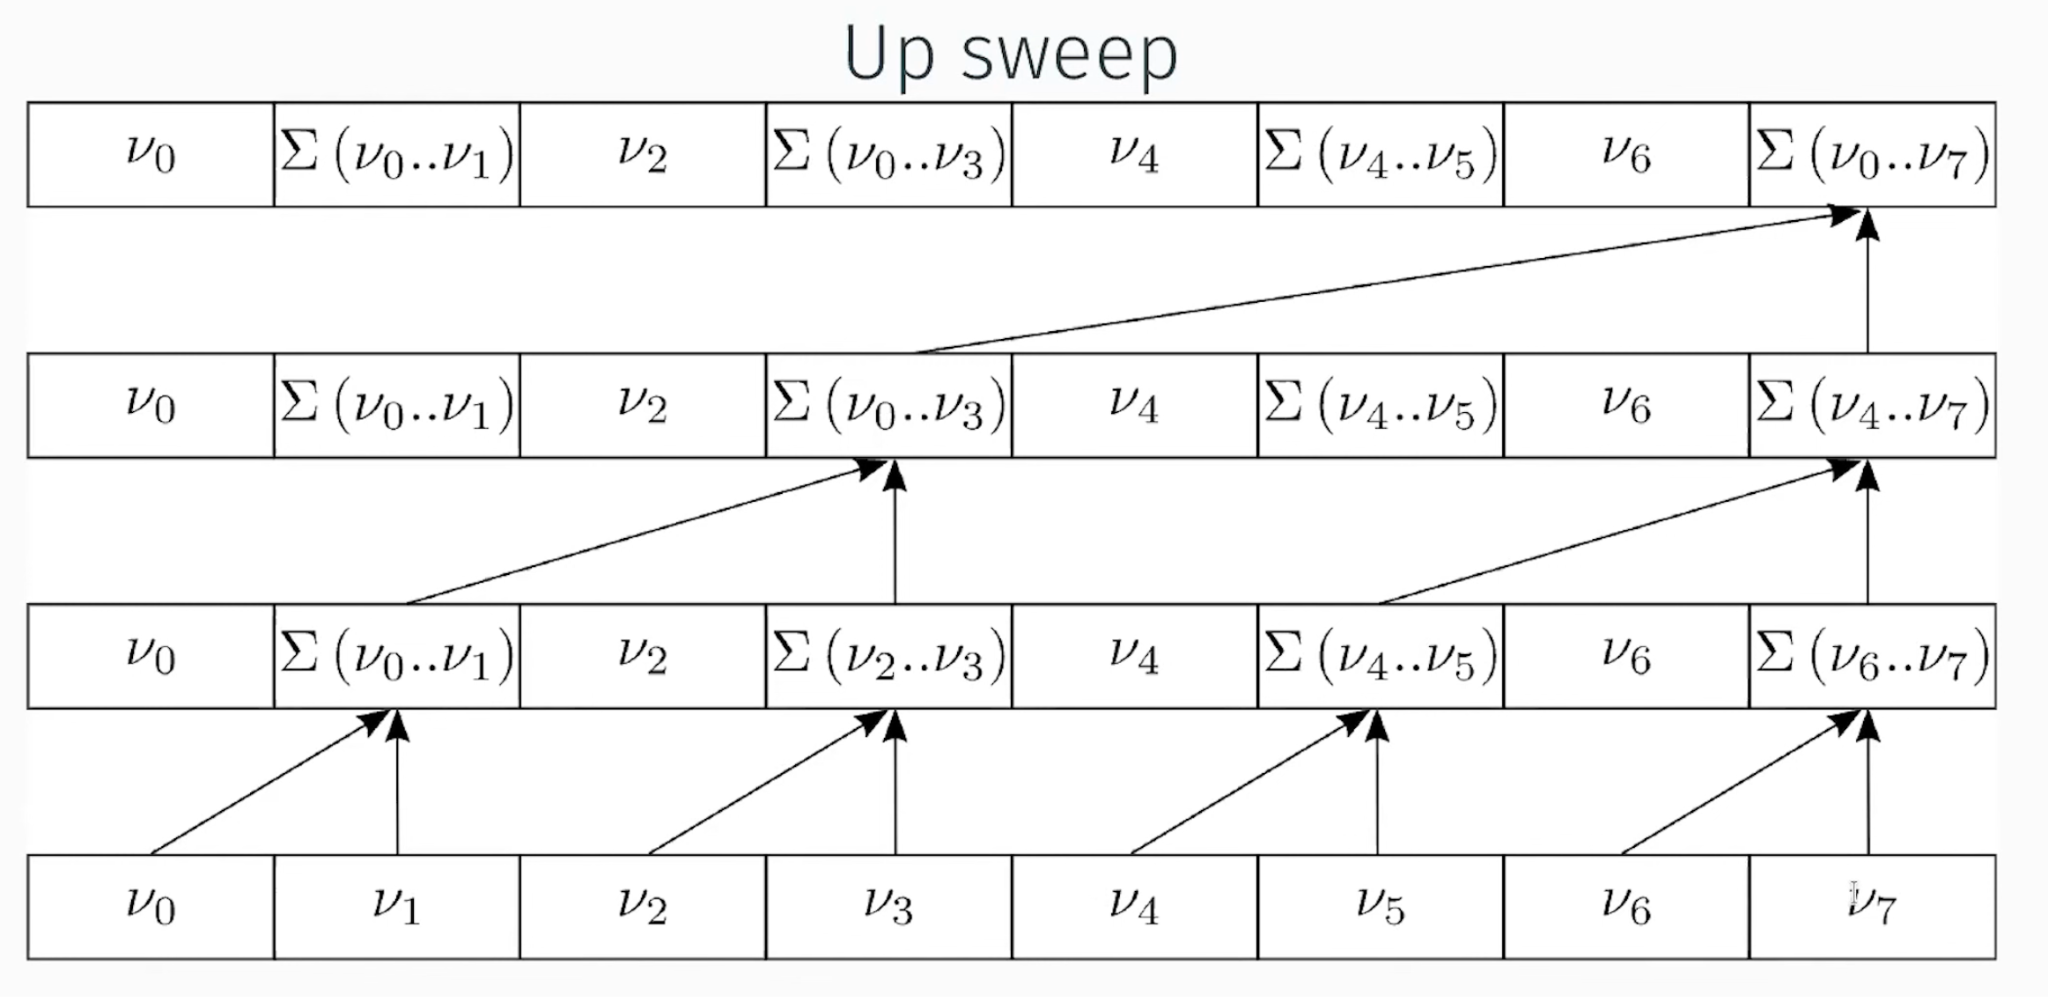 Up sweep
ν₀ Σ(ν₀..ν₁) ν₂ Σ(ν₀..ν₃) ν₄ Σ(ν₄..ν₅) ν₆ Σ(ν₀..ν₇)
ν₀ Σ(ν₀..ν₁) ν₂ Σ(ν₀..ν₃) ν₄ Σ(ν₄..ν₅) ν₆ Σ(ν₄..ν₇)
ν₀ Σ(ν₀..ν₁) ν₂ Σ(ν₂..ν₃) ν₄ Σ(ν₄..ν₅) ν₆ Σ(ν₆..ν₇)
ν₀ ν₁ ν₂ ν₃ ν₄ ν₅ ν₆ ν₇